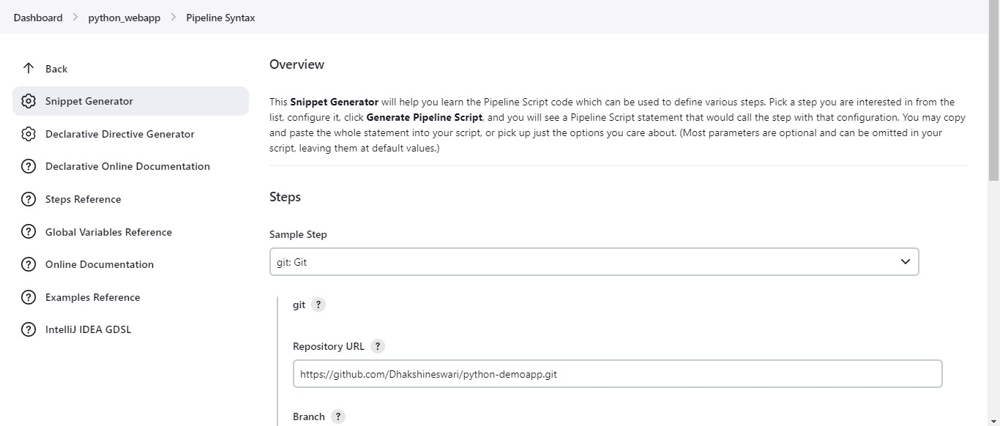 Dashboard > python_webapp > Pipeline Syntax
Back
Snippet Generator
Declarative Directive Generator
Declarative Online Documentation
Steps Reference
Global Variables Reference
Online Documentation
Examples Reference
IntelliJ IDEA GDSL
Overview
This Snippet Generator will help you learn the Pipeline Script code which can be used to define various steps. Pick a step you are interested in from the
list, configure it, click Generate Pipeline Script, and you will see a Pipeline Script statement that would call the step with that configuration. You may copy
and paste the whole statement into your script, or pick up just the options you care about. (Most parameters are optional and can be omitted in your
script, leaving them at default values.)
Steps
Sample Step
git: Git
git ?
Repository URL ?
https://github.com/Dhakshineswari/python-demoapp.git
Branch ?